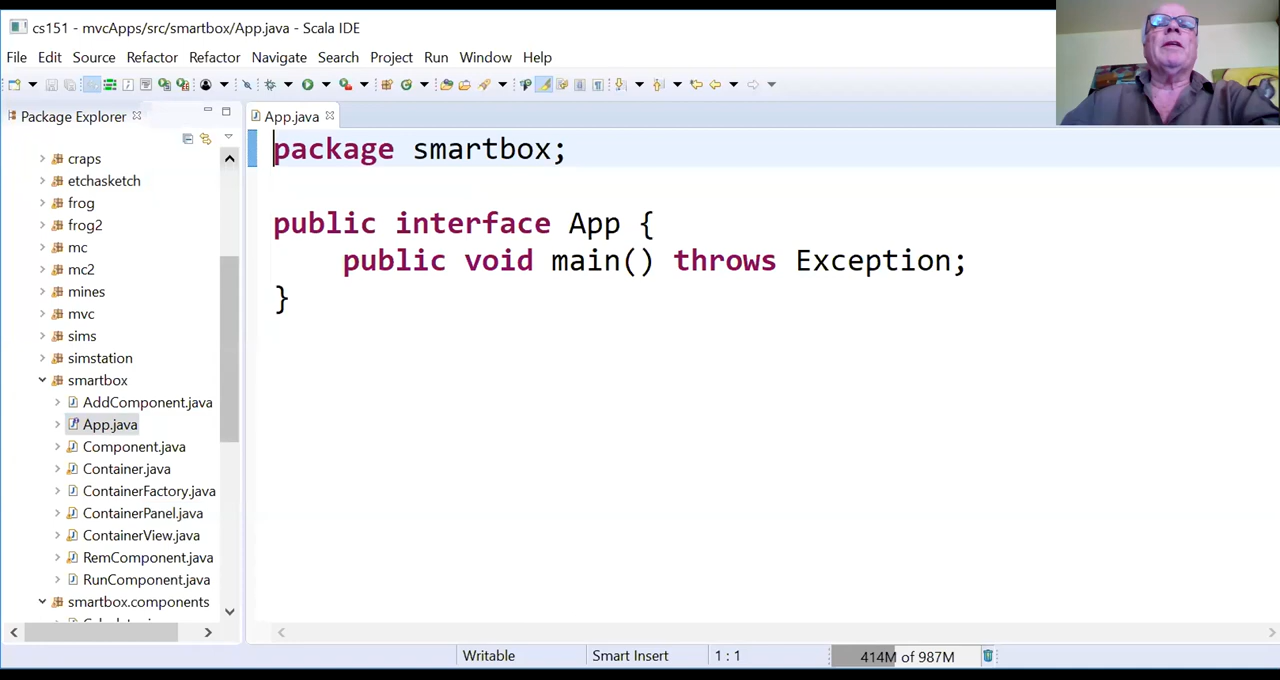 cs151 - mvcApps/src/smartbox/App.java - Scala IDE
File Edit Source Refactor Refactor Navigate Search Project Run Window Help
Package Explorer
App.java
craps
etchasketch
frog
frog2
mc
mc2
mines
mvc
sims
simstation
smartbox
AddComponent.java
App.java
Component.java
Container.java
ContainerFactory.java
ContainerPanel.java
ContainerView.java
RemComponent.java
RunComponent.java
smartbox.components
package smartbox;
public interface App {
public void main() throws Exception;
}
Writable Smart Insert 1 : 1 414M of 987M